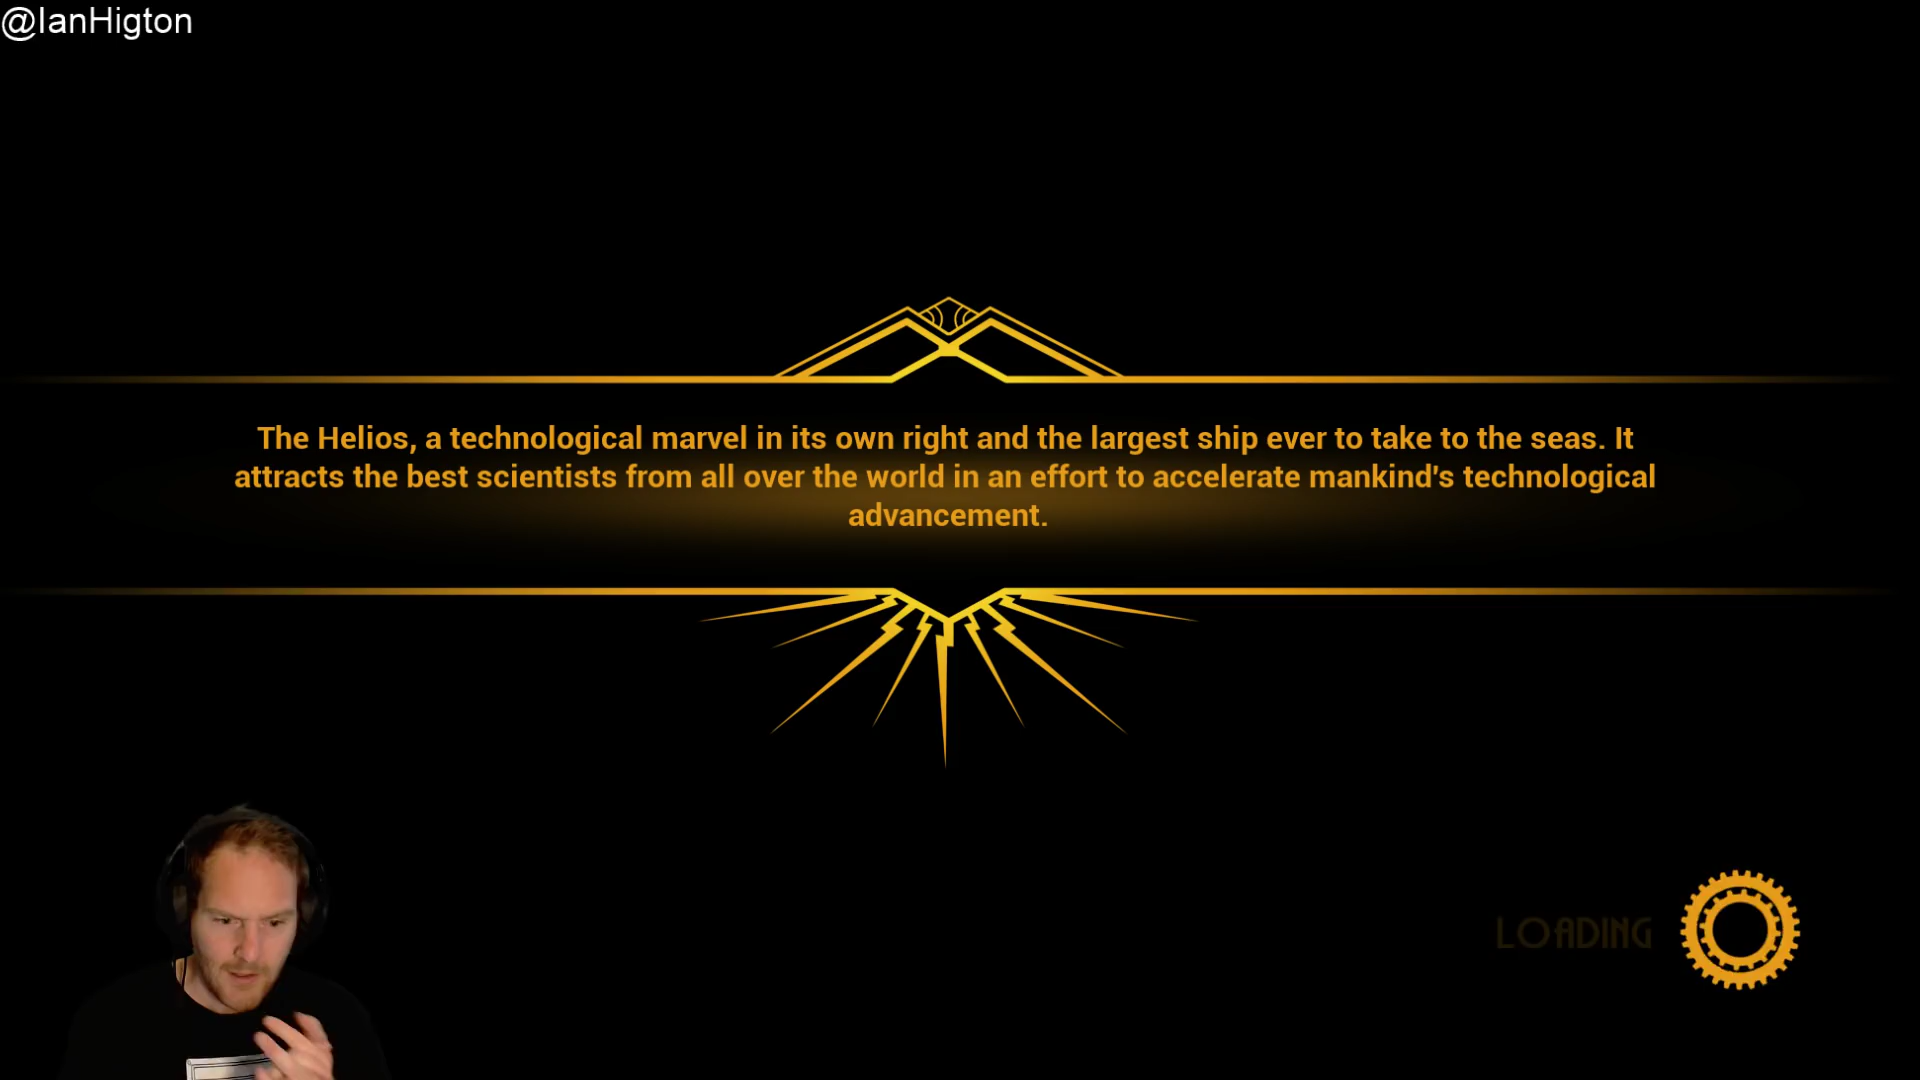 @IanHigton
The Helios, a technological marvel in its own right and the largest ship ever to take to the seas. It
attracts the best scientists from all over the world in an effort to accelerate mankind's technological
advancement.
LOADING